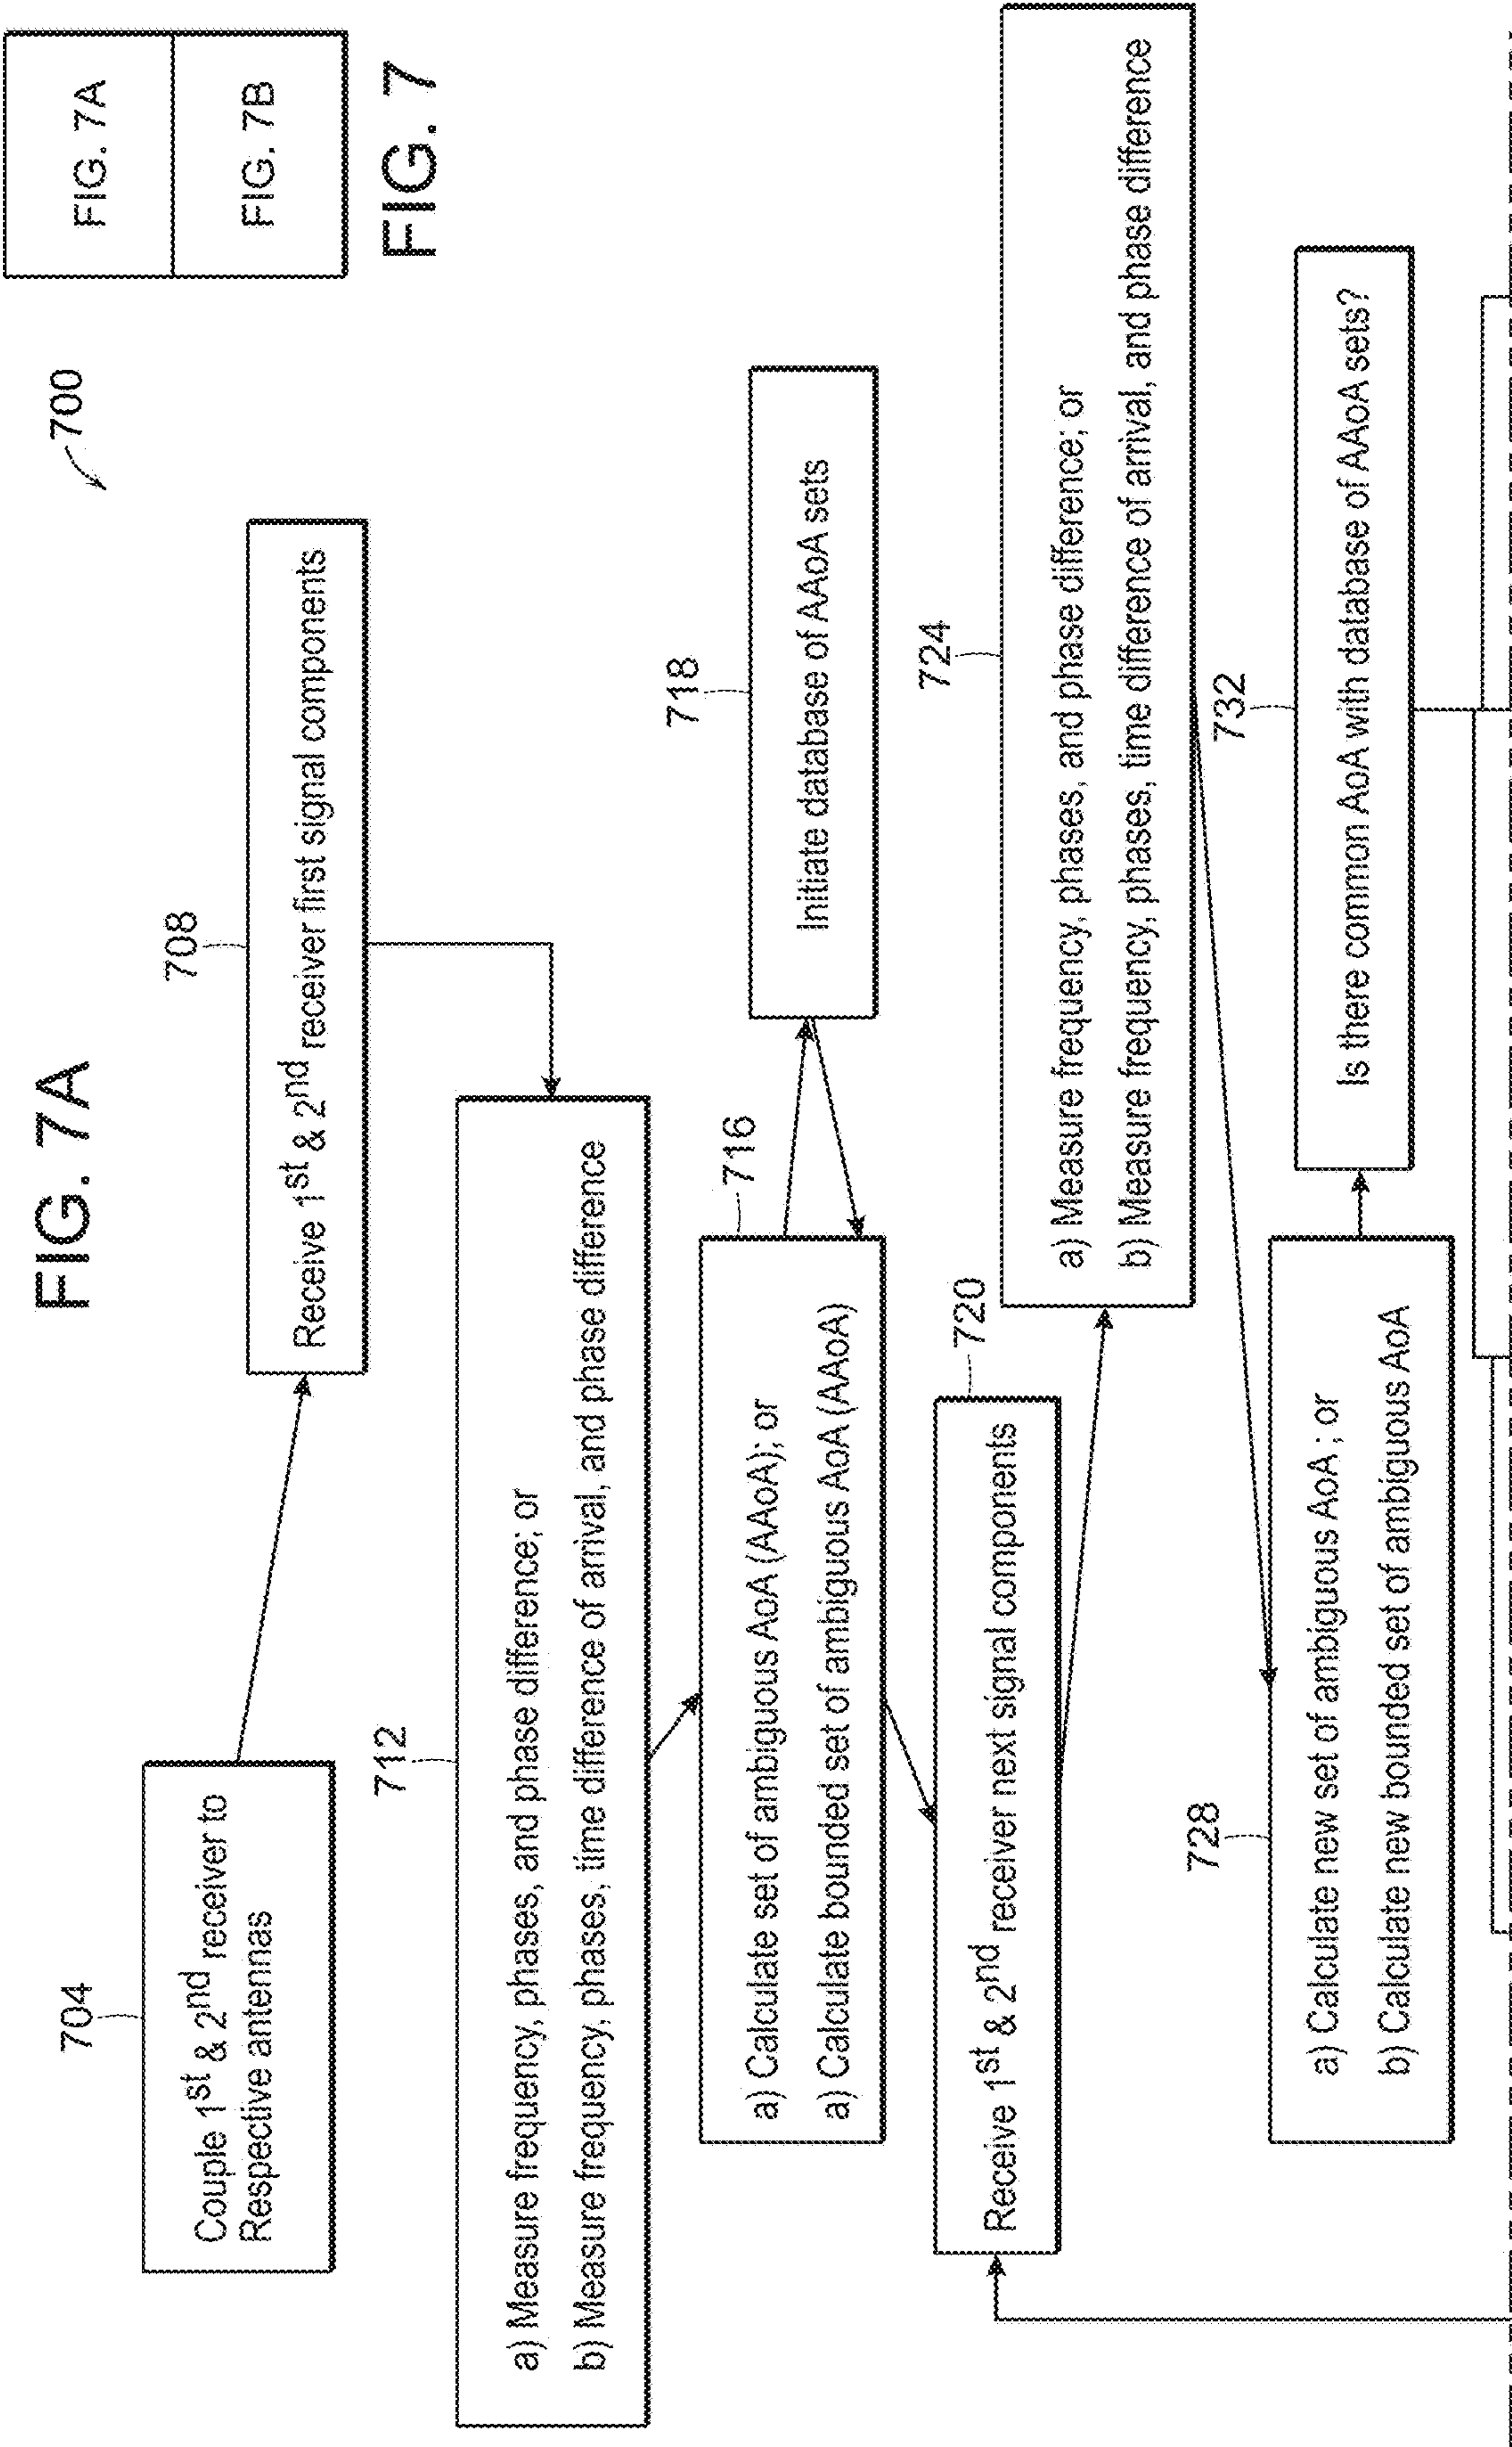 FIG. 7A
FIG. 7A
FIG. 7B
FIG. 7
700
704
Couple 1st & 2nd receiver to
Respective antennas
708
Receive 1st & 2nd receiver first signal components
712
a) Measure frequency, phases, and phase difference; or
b) Measure frequency, phases, time difference of arrival, and phase difference
716
a) Calculate set of ambiguous AoA (AAoA); or
a) Calculate bounded set of ambiguous AoA (AAoA)
718
Initiate database of AAoA sets
720
Receive 1st & 2nd receiver next signal components
724
a) Measure frequency, phases, and phase difference; or
b) Measure frequency, phases, time difference of arrival, and phase difference
728
a) Calculate new set of ambiguous AoA ; or
b) Calculate new bounded set of ambiguous AoA
732
Is there common AoA with database of AAoA sets?